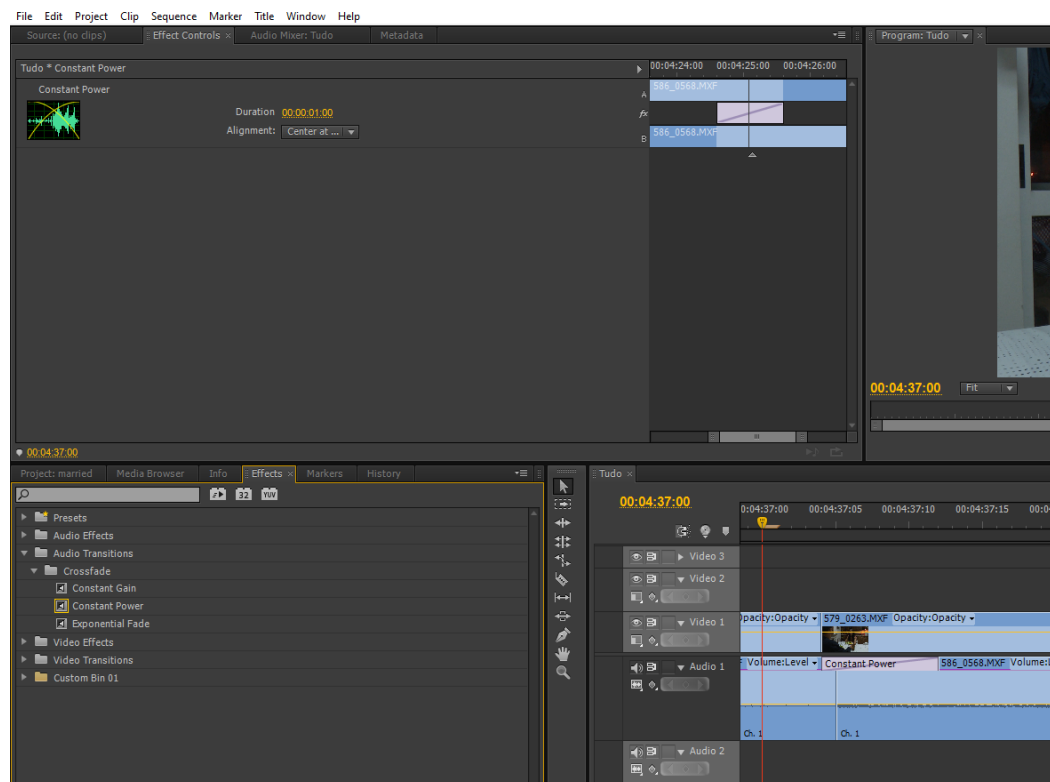 File Edit Project Clip Sequence Marker Title Window Help
Source: (no clips) Effect Controls × Audio Mixer: Tudo Metadata
Program: Tudo ×
Tudo * Constant Power
00:04:24:00 00:04:25:00 00:04:26:00
Constant Power
A 586_0568.MXF
Duration 00:00:01:00
fx
Alignment: Center at ...
B 586_0568.MXF
00:04:37:00 Fit
00:04:37:00
Project: married Media Browser Info Effects × Markers History
Tudo ×
32 YUV
00:04:37:00
0:04:37:00 00:04:37:05 00:04:37:10 00:04:37:15 00:0
Presets
Audio Effects
Audio Transitions
Crossfade
Constant Gain
Constant Power
Exponential Fade
Video Effects
Video Transitions
Custom Bin 01
Video 3
Video 2
Video 1
pacity:Opacity 579_0263.MXF Opacity:Opacity
Audio 1
Volume:Level Constant Power 586_0568.MXF Volume:l
Ch. 1 Ch. 1
Audio 2